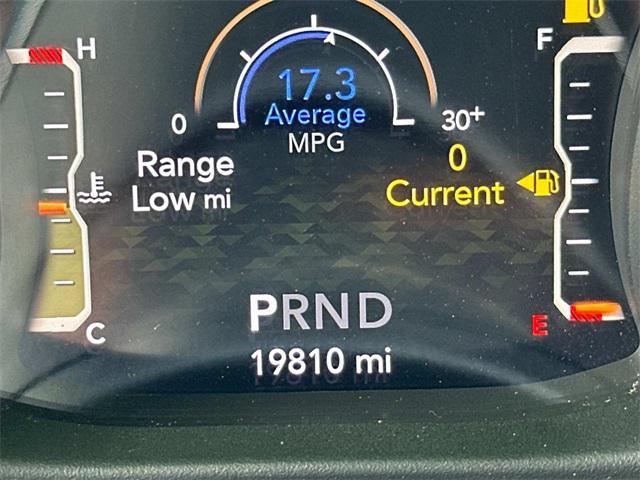 H
F
17.3
Average
MPG
0
30+
Range
Low mi
0
Current
C
E
PRND
19810 mi